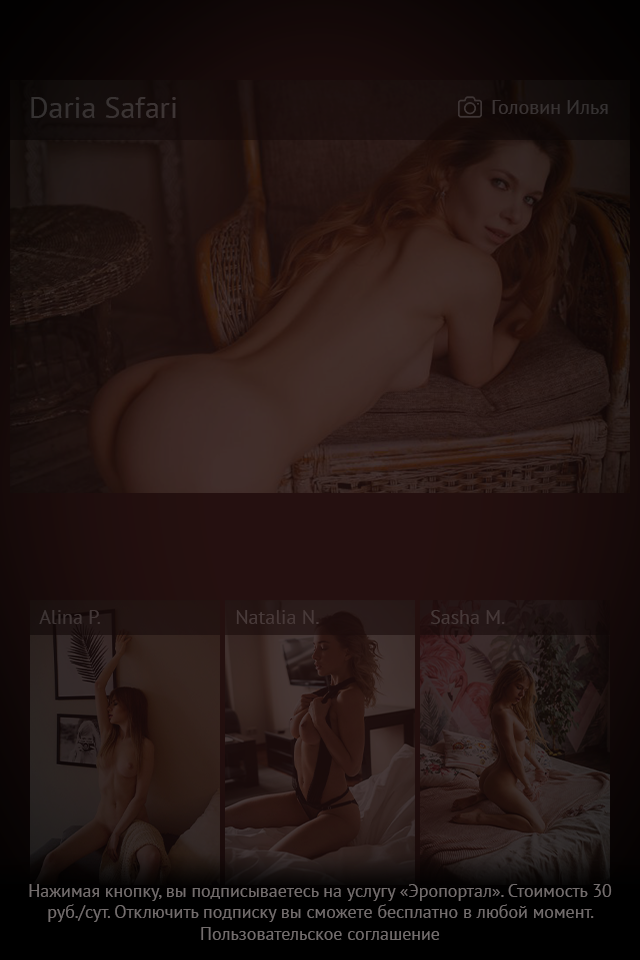 Daria Safari
Головин Илья
Alina P.
Natalia N.
Sasha M.
Нажимая кнопку, вы подписываетесь на услугу «Эропортал». Стоимость 30
руб./сут. Отключить подписку вы сможете бесплатно в любой момент.
Пользовательское соглашение